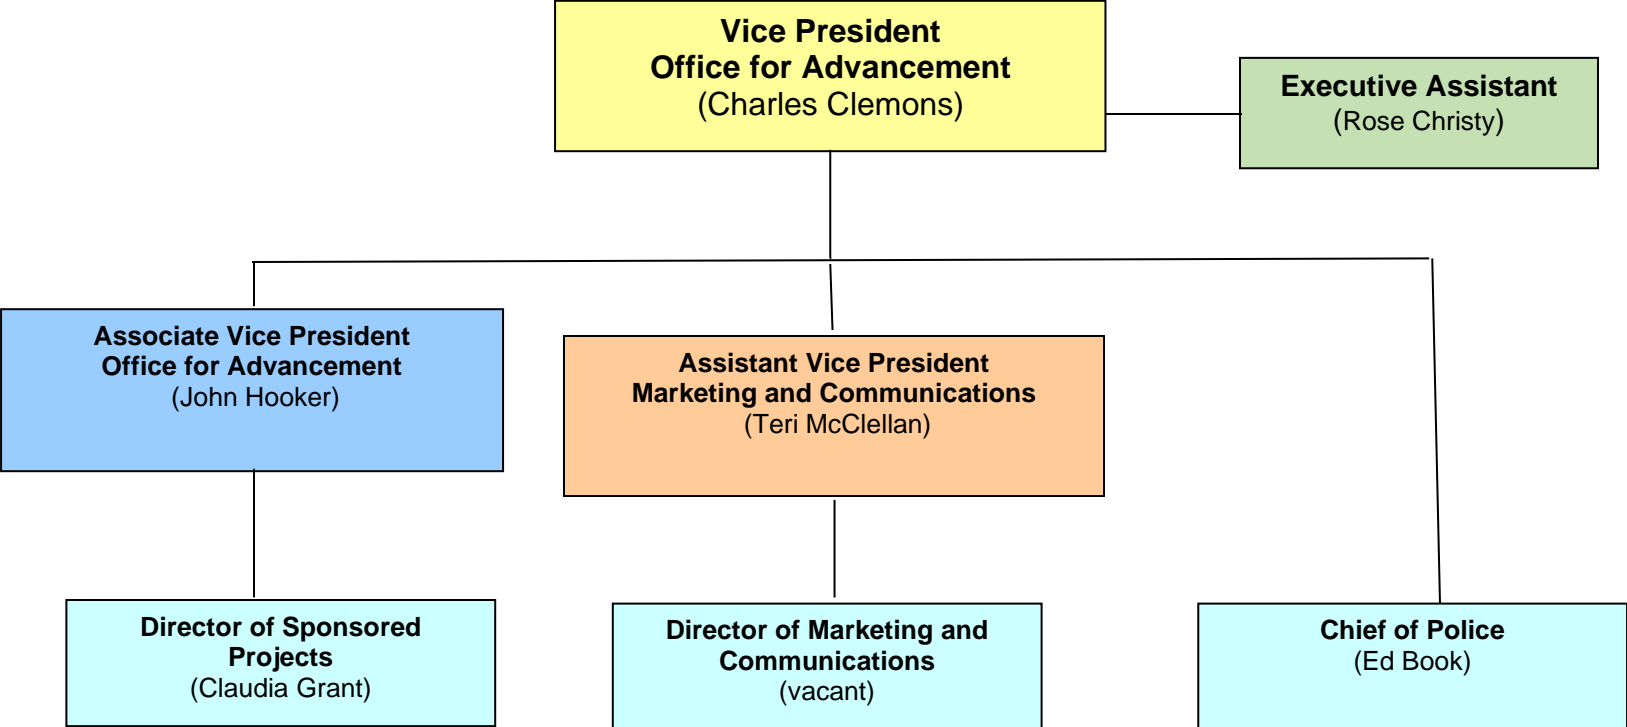 Vice President
Office for Advancement
(Charles Clemons)
Executive Assistant
(Rose Christy)
Associate Vice President
Office for Advancement
(John Hooker)
Assistant Vice President
Marketing and Communications
(Teri McClellan)
Director of Sponsored
Projects
(Claudia Grant)
Director of Marketing and
Communications
(vacant)
Chief of Police
(Ed Book)